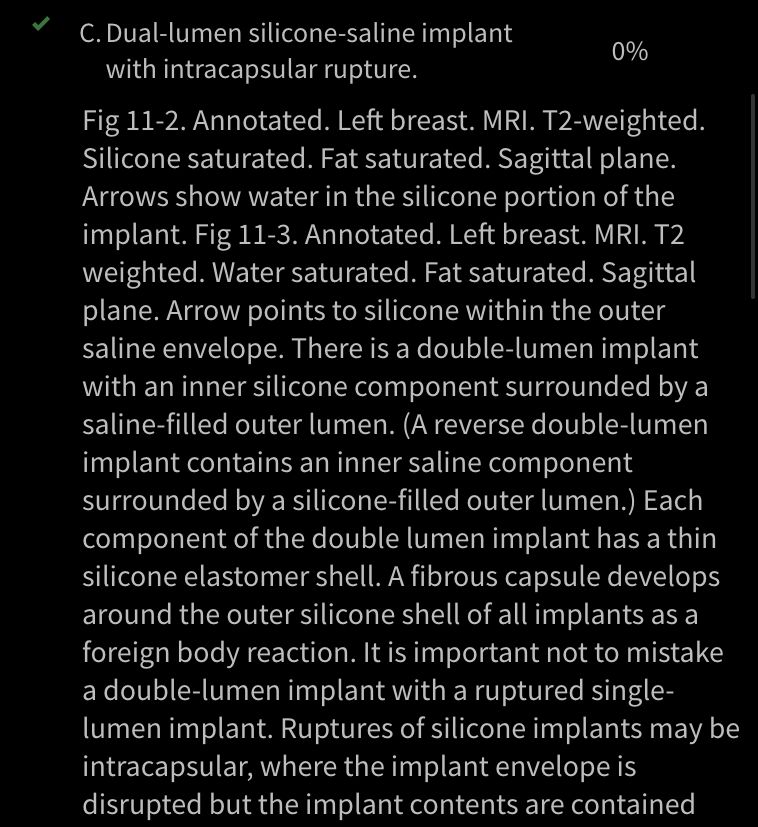 C. Dual-lumen silicone-saline implant
with intracapsular rupture.
0%
Fig 11-2. Annotated. Left breast. MRI. T2-weighted.
Silicone saturated. Fat saturated. Sagittal plane.
Arrows show water in the silicone portion of the
implant. Fig 11-3. Annotated. Left breast. MRI. T2
weighted. Water saturated. Fat saturated. Sagittal
plane. Arrow points to silicone within the outer
saline envelope. There is a double-lumen implant
with an inner silicone component surrounded by a
saline-filled outer lumen. (A reverse double-lumen
implant contains an inner saline component
surrounded by a silicone-filled outer lumen.) Each
component of the double lumen implant has a thin
silicone elastomer shell. A fibrous capsule develops
around the outer silicone shell of all implants as a
foreign body reaction. It is important not to mistake
a double-lumen implant with a ruptured single-
lumen implant. Ruptures of silicone implants may be
intracapsular, where the implant envelope is
disrupted but the implant contents are contained